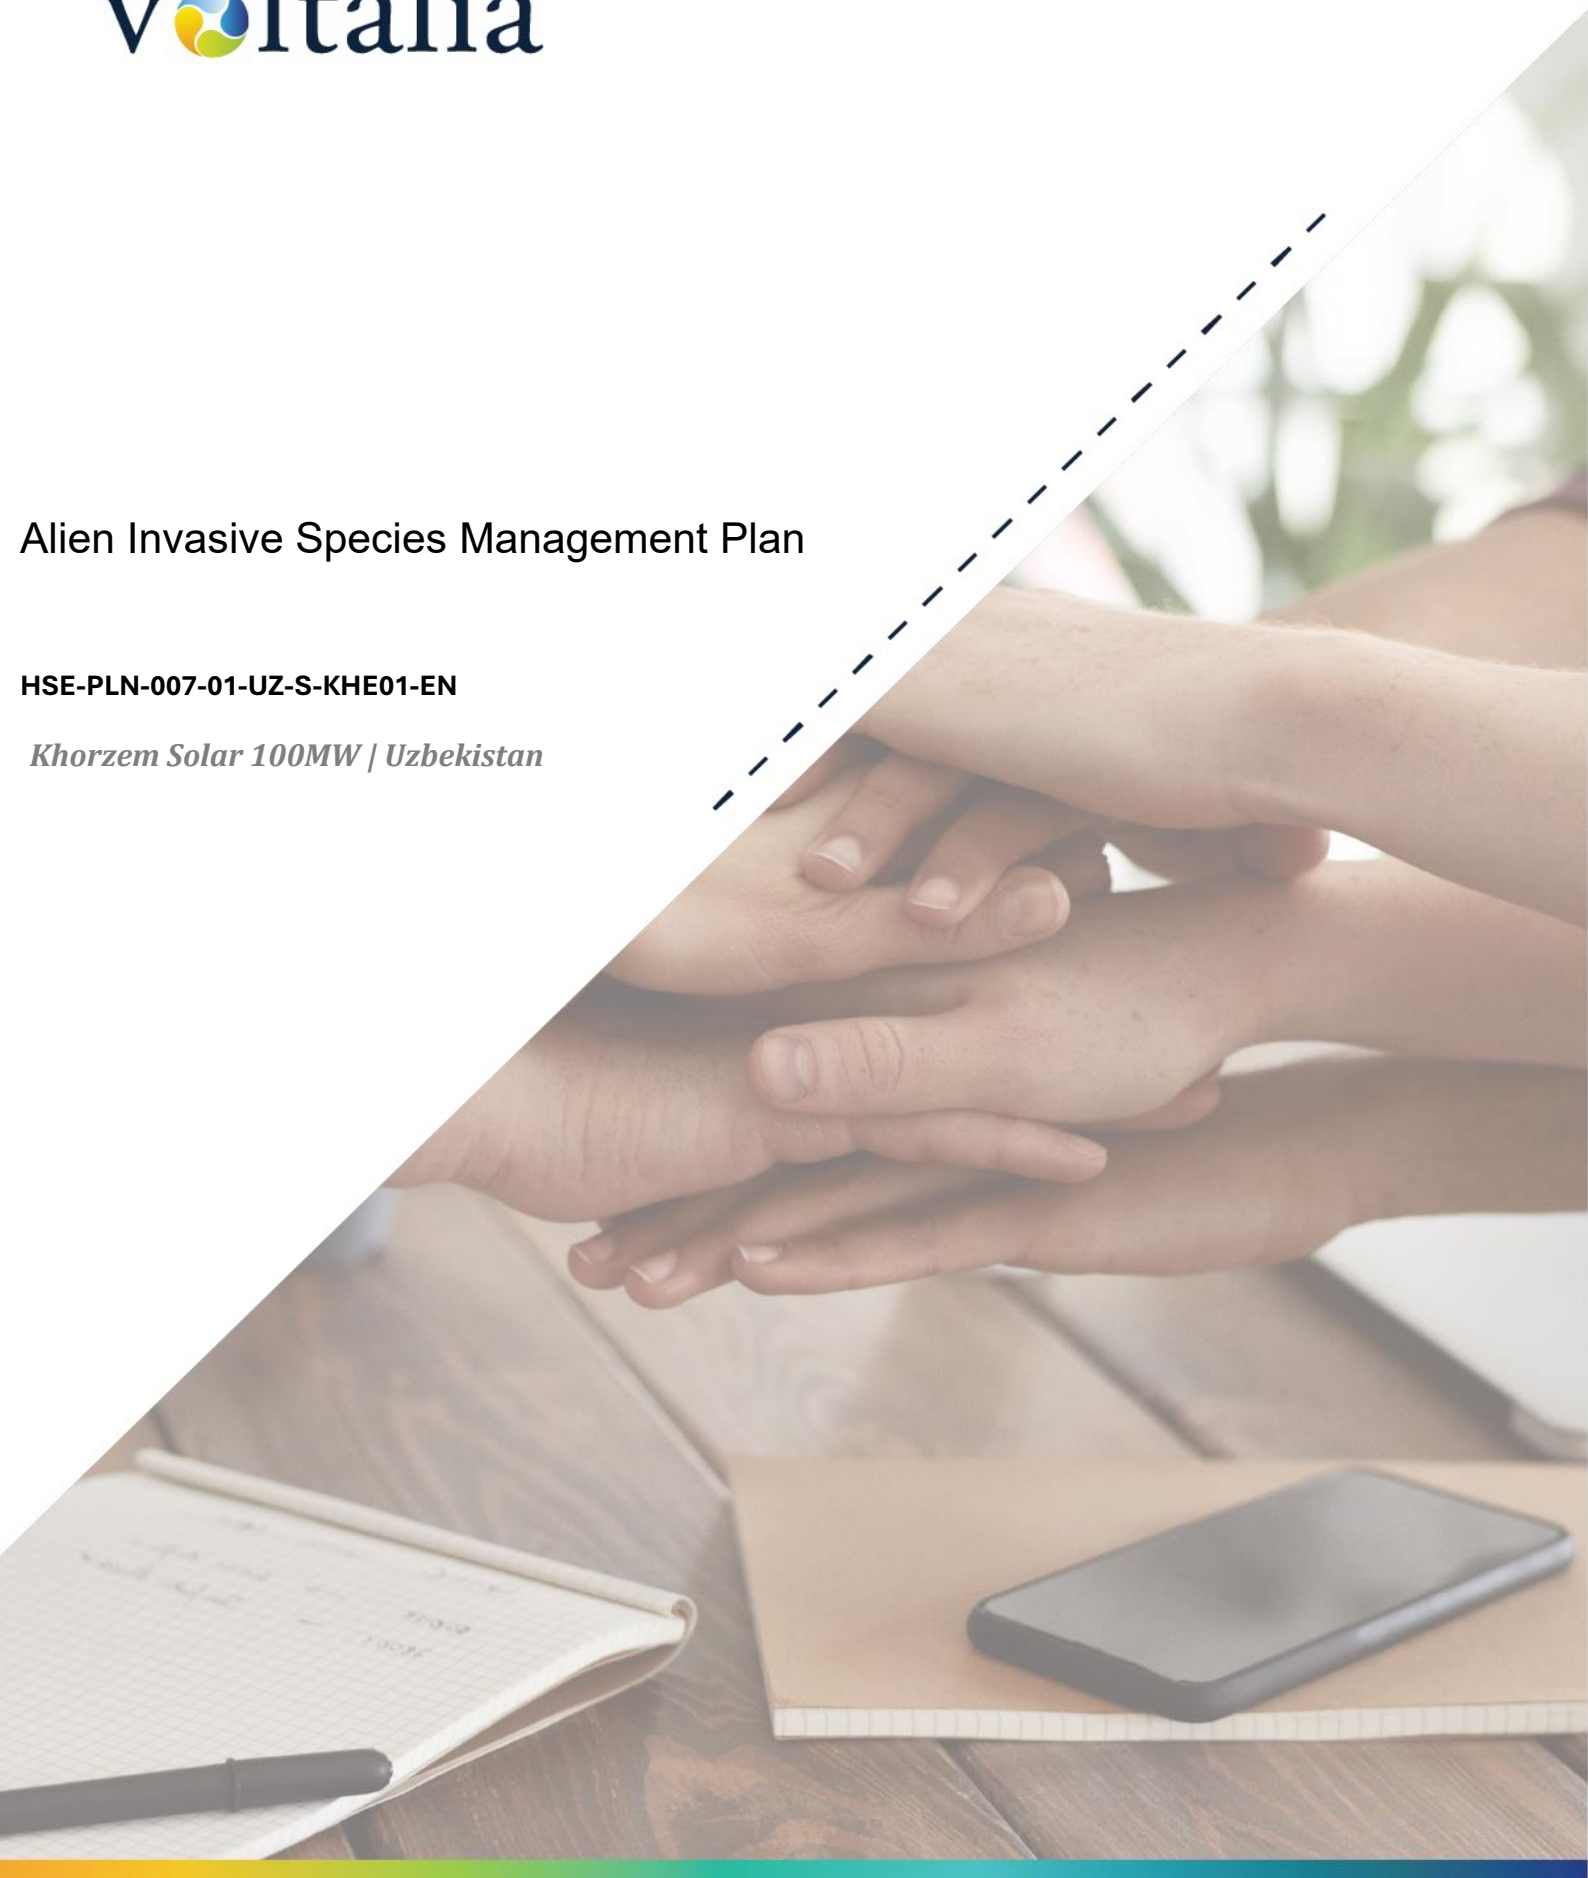 voltalia
Alien Invasive Species Management Plan
HSE-PLN-007-01-UZ-S-KHE01-EN
Khorzem Solar 100MW | Uzbekistan